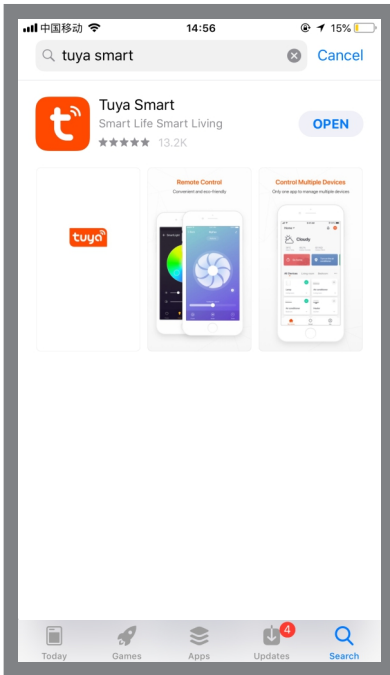 中国移动 14:56 15%
tuya smart Cancel
Tuya Smart
Smart Life Smart Living
OPEN
13.2K
tuya
Remote Control
Convenient and eco-friendly
Control Multiple Devices
Only one app to manage multiple devices
Cloudy
4
Today Games Apps Updates Search